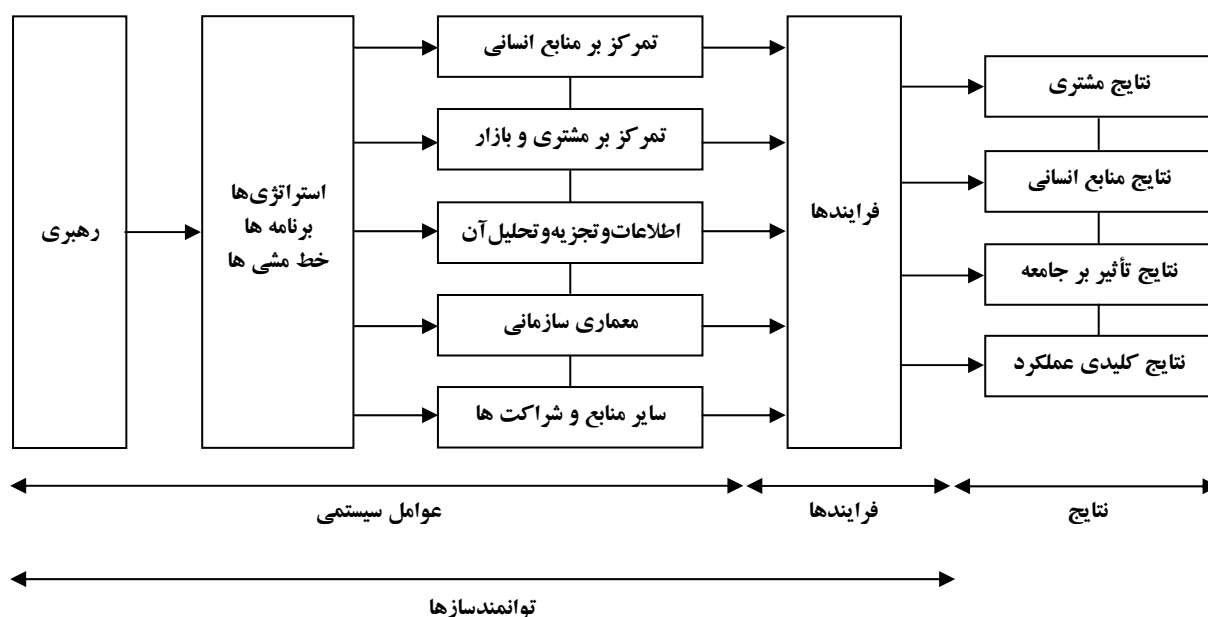 رهبری
استراتژی‌ها
برنامه ها
خط مشی ها
تمرکز بر منابع انسانی
تمرکز بر مشتری و بازار
اطلاعات‌و‌تجزیه‌و‌تحلیل‌آن
معماری سازمانی
سایر منابع و شراکت ها
فرایندها
نتایج مشتری
نتایج منابع انسانی
نتایج تأثیر بر جامعه
نتایج کلیدی عملکرد
عوامل سیستمی
فرایندها
نتایج
توانمندسازها